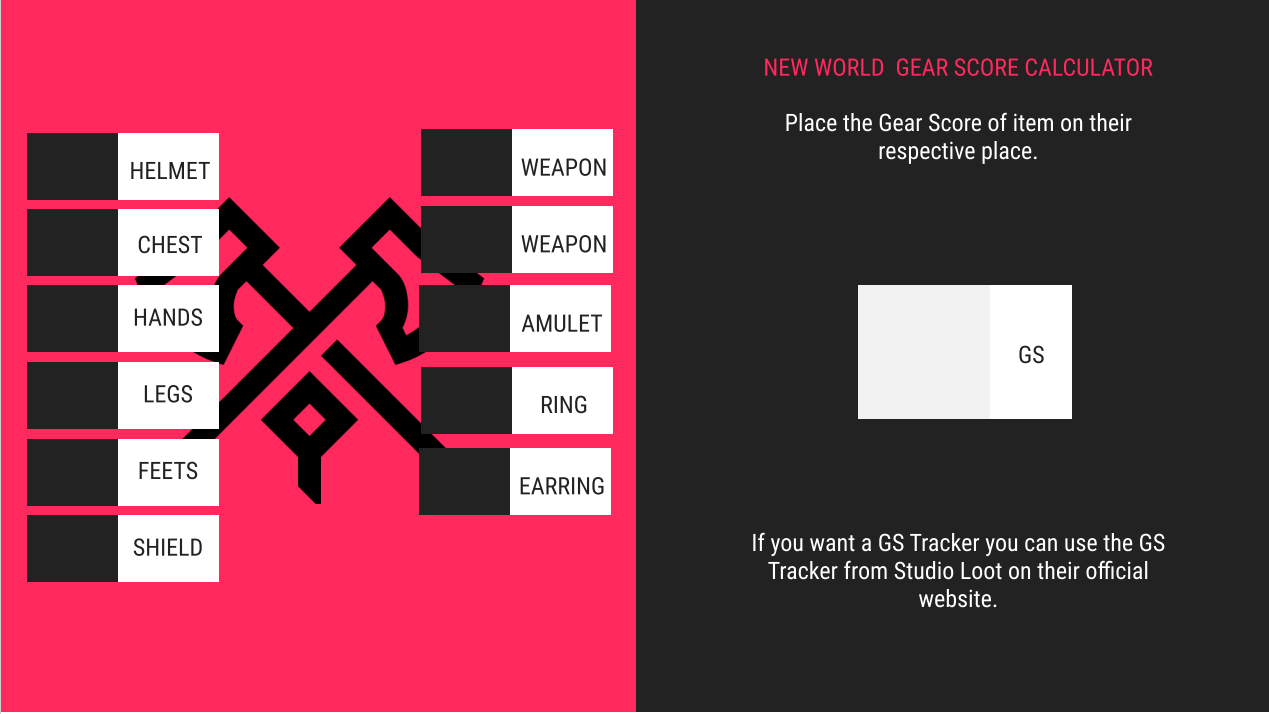 HELMET
CHEST
HANDS
LEGS
FEETS
SHIELD
WEAPON
WEAPON
AMULET
RING
EARRING
NEW WORLD  GEAR SCORE CALCULATOR
Place the Gear Score of item on their
respective place.
GS
If you want a GS Tracker you can use the GS
Tracker from Studio Loot on their official
website.